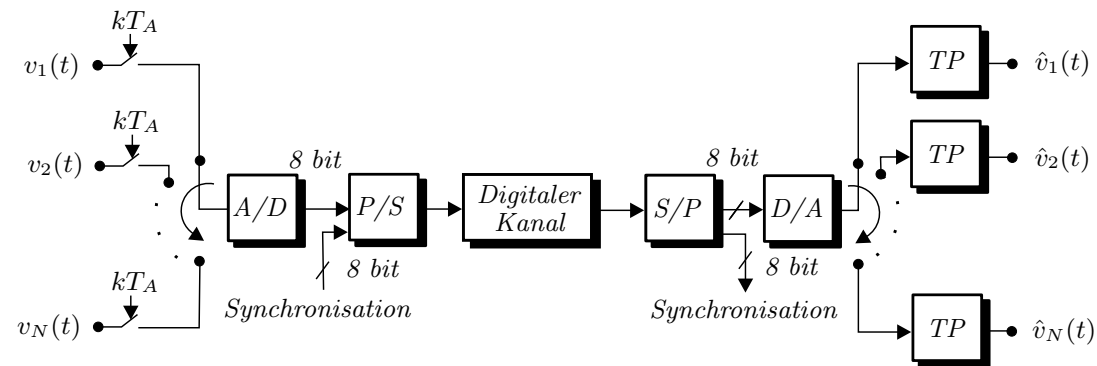 kT_A
v_1(t)
TP
v̂_1(t)
kT_A
v_2(t)
8 bit
8 bit
TP
v̂_2(t)
A/D
P/S
Digitaler
Kanal
S/P
D/A
8 bit
8 bit
kT_A
Synchronisation
Synchronisation
v_N(t)
TP
v̂_N(t)